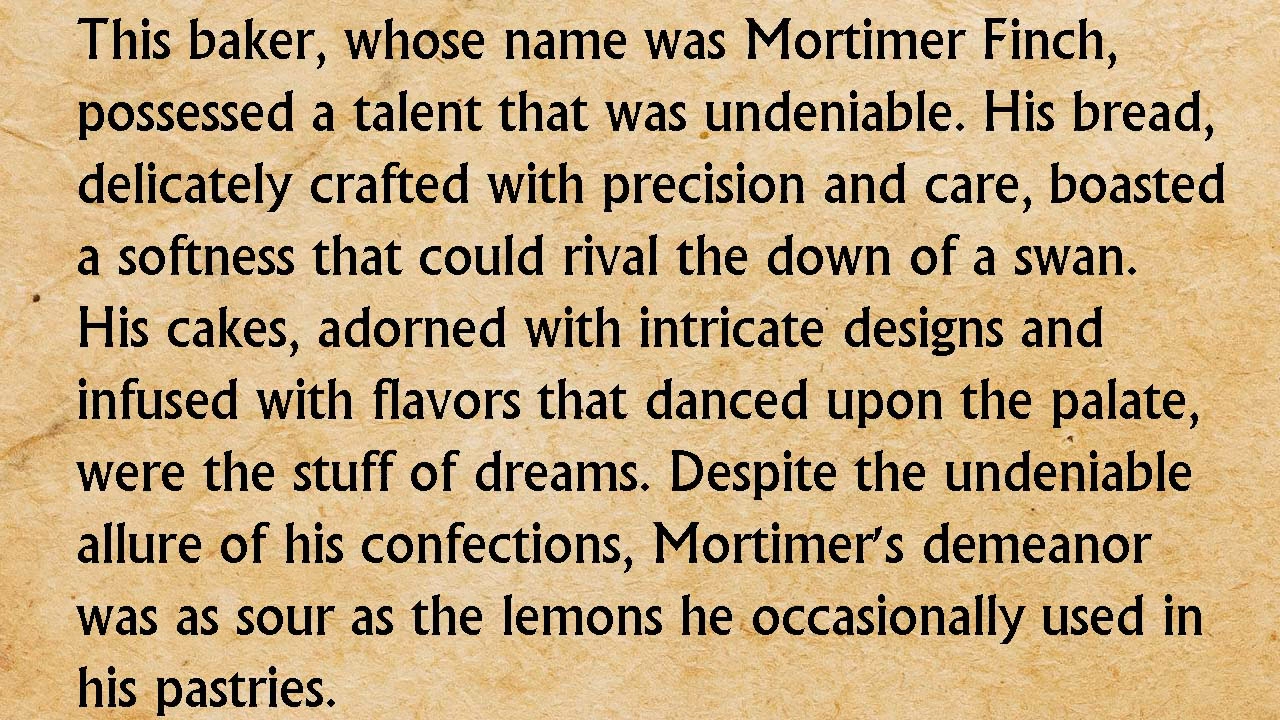 This baker, whose name was Mortimer Finch,
possessed a talent that was undeniable. His bread,
delicately crafted with precision and care, boasted
a softness that could rival the down of a swan.
His cakes, adorned with intricate designs and
infused with flavors that danced upon the palate,
were the stuff of dreams. Despite the undeniable
allure of his confections, Mortimer's demeanor
was as sour as the lemons he occasionally used in
his pastries.